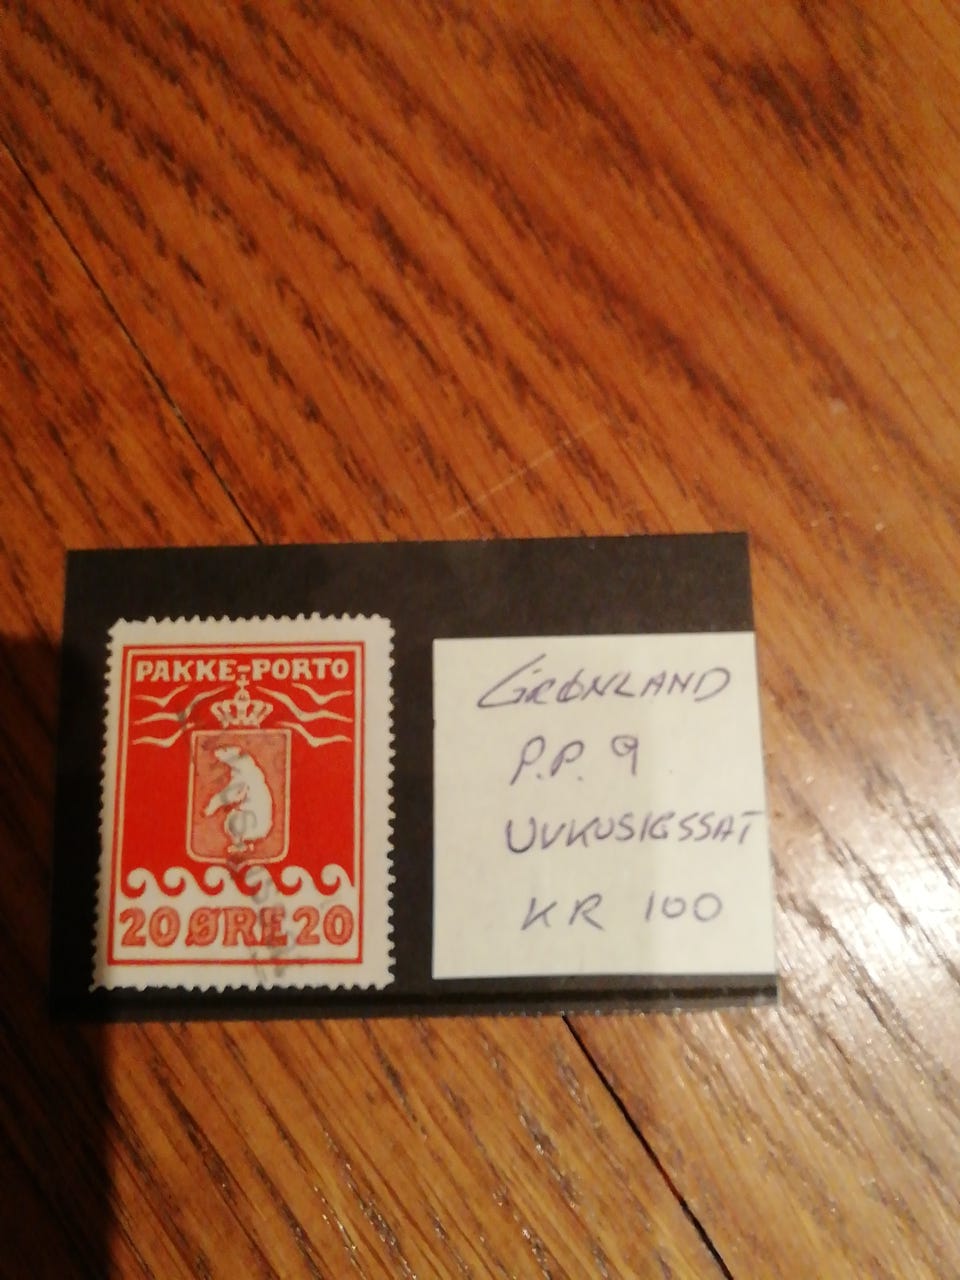 PAKKE-PORTO
20 ØRE 20
GRØNLAND
P.P. 9
UVKUSIGSSAT
KR 100